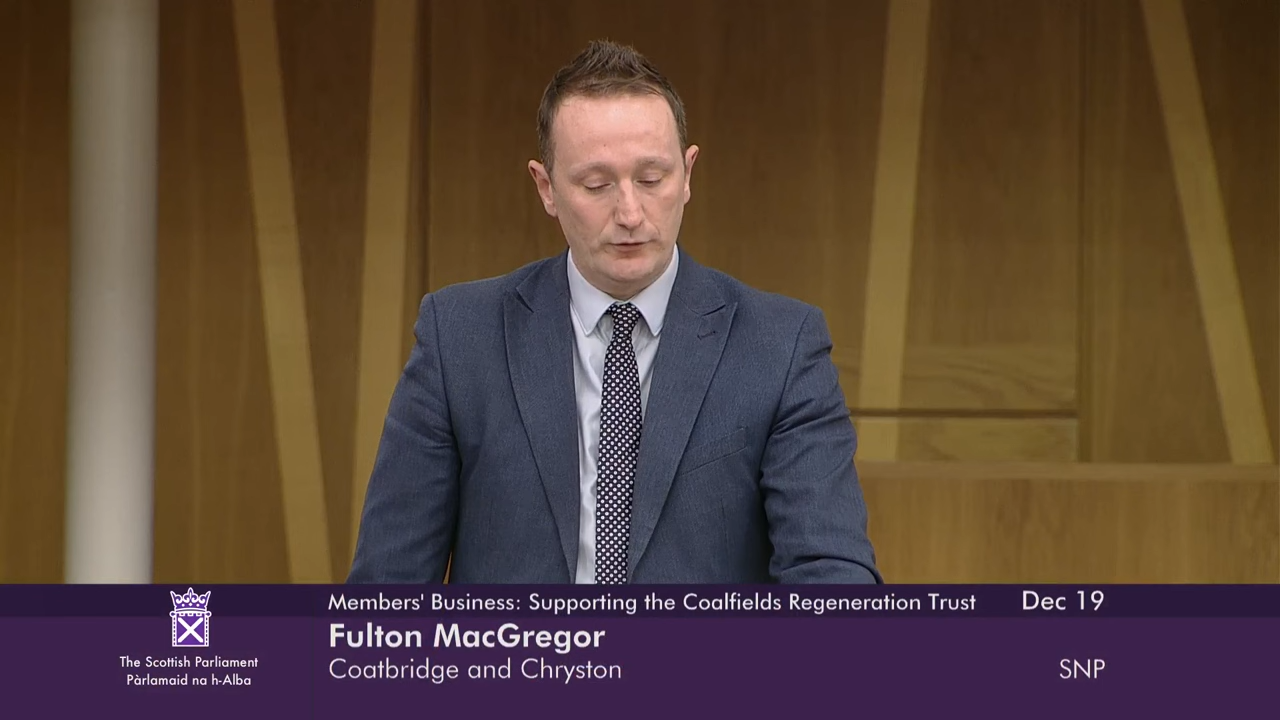 Members' Business: Supporting the Coalfields Regeneration Trust Dec 19
Fulton MacGregor
Coatbridge and Chryston SNP
The Scottish Parliament
Pàrlamaid na h-Alba